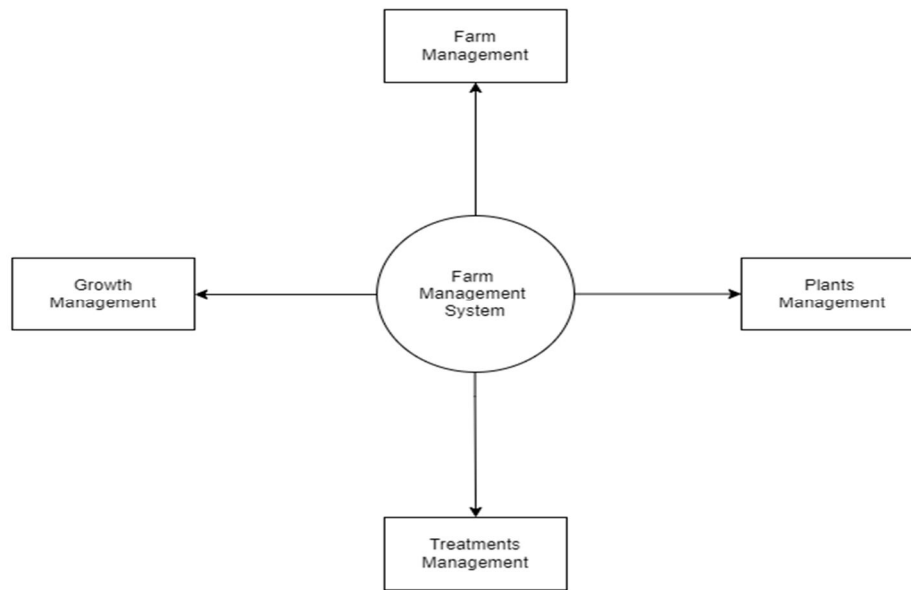 Farm
Management
Growth
Management
Farm
Management
System
Plants
Management
Treatments
Management